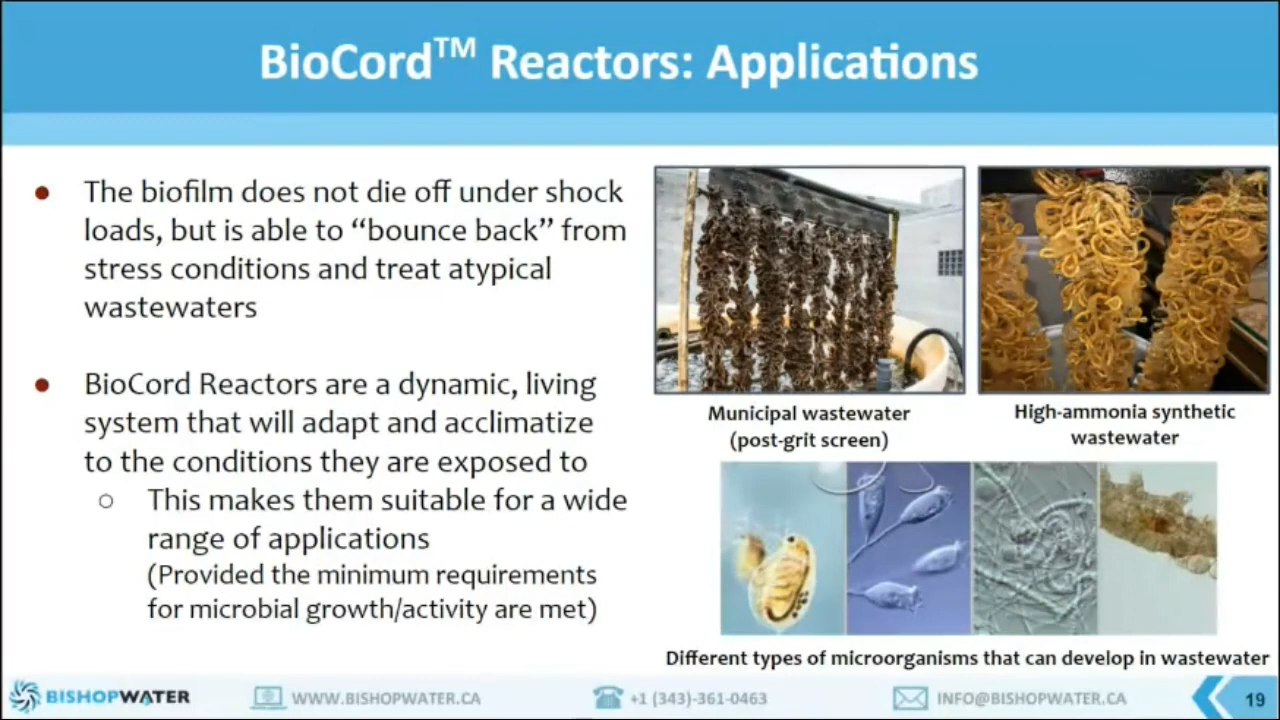 BioCord™ Reactors: Applications
● The biofilm does not die off under shock
loads, but is able to “bounce back” from
stress conditions and treat atypical
wastewaters
● BioCord Reactors are a dynamic, living
system that will adapt and acclimatize
to the conditions they are exposed to
○ This makes them suitable for a wide
range of applications
(Provided the minimum requirements
for microbial growth/activity are met)
Municipal wastewater
(post-grit screen)
High-ammonia synthetic
wastewater
Different types of microorganisms that can develop in wastewater
BISHOPWATER
WWW.BISHOPWATER.CA
+1 (343)-361-0463
INFO@BISHOPWATER.CA
19